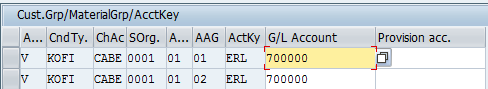 Cust.Grp/MaterialGrp/AcctKey
A... CndTy. ChAc SOrg. A... AAG ActKy G/L Account Provision acc.
V KOFI CABE 0001 01 01 ERL 700000
V KOFI CABE 0001 01 02 ERL 700000